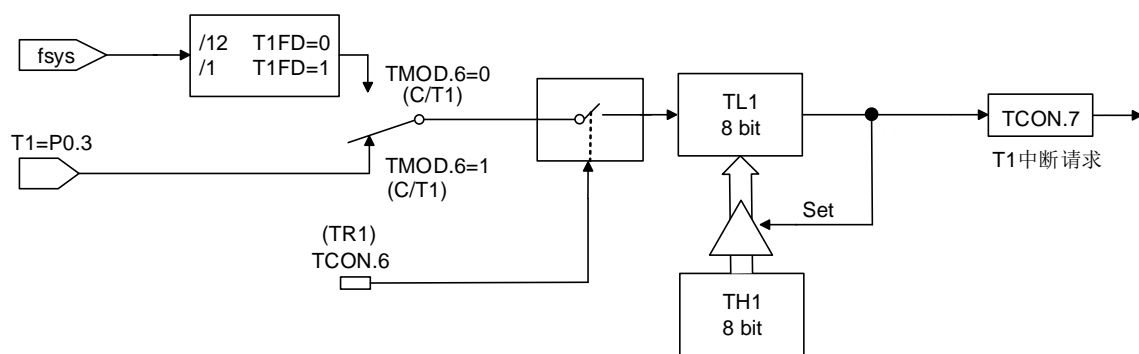 fsys
/12 T1FD=0
/1 T1FD=1
TMOD.6=0
(C/T1)
T1=P0.3
TMOD.6=1
(C/T1)
(TR1)
TCON.6
TL1
8 bit
TCON.7
T1中断请求
Set
TH1
8 bit